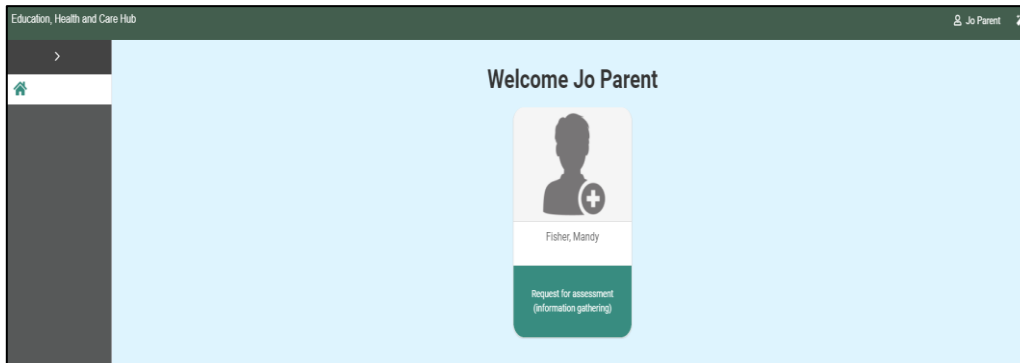 Education, Health and Care Hub
Jo Parent
Welcome Jo Parent
Fisher, Mandy
Request for assessment
(information gathering)